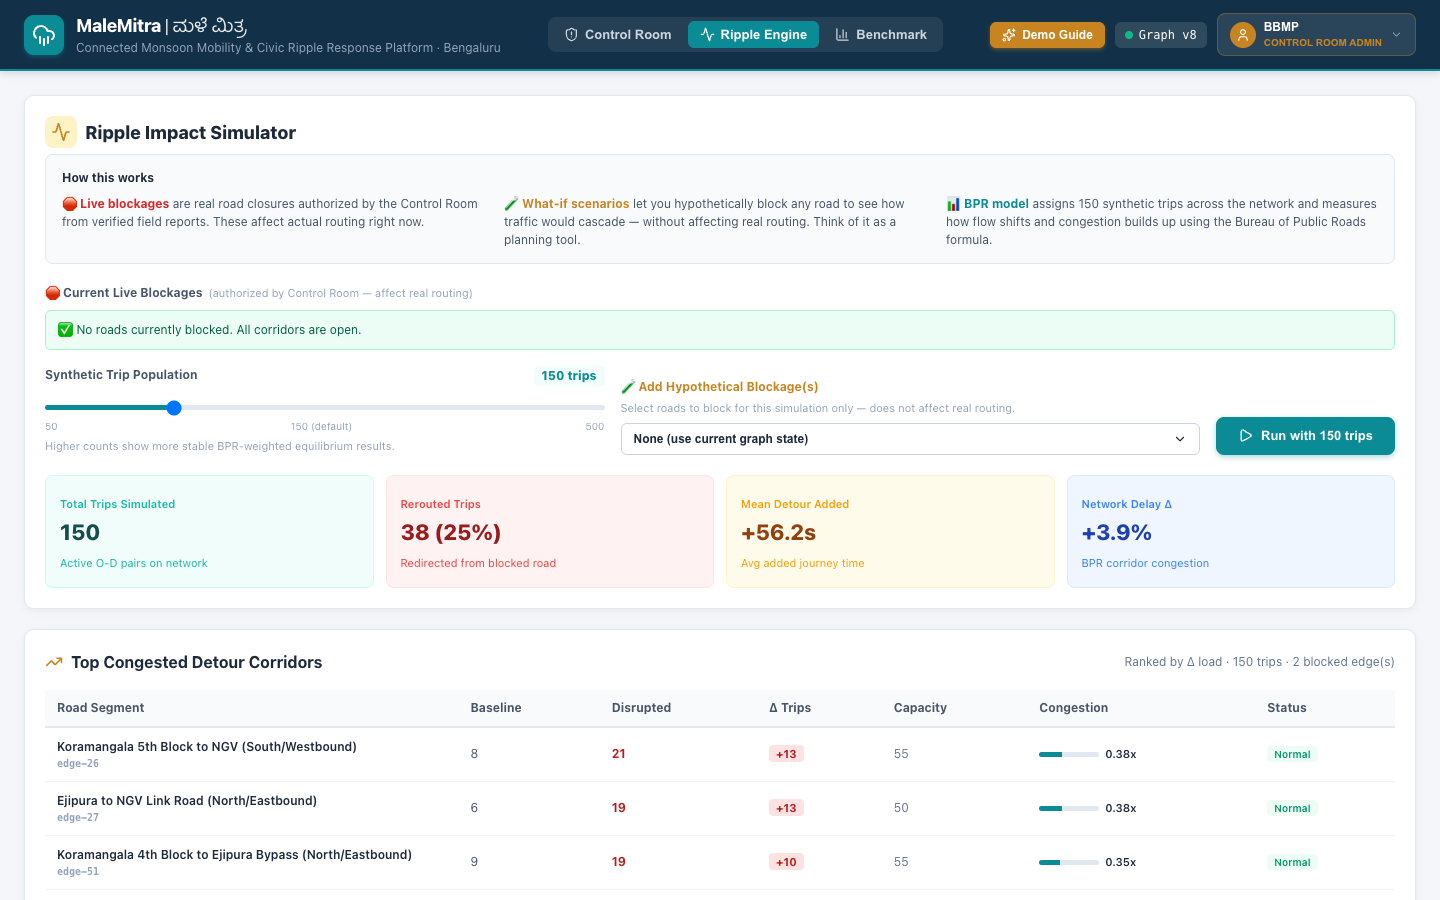 MaleMitra | ಮಳೆ ಮಿತ್ರ
Connected Monsoon Mobility & Civic Ripple Response Platform · Bengaluru
Control Room
Ripple Engine
Benchmark
Demo Guide
Graph v8
BBMP
CONTROL ROOM ADMIN
Ripple Impact Simulator
How this works
Live blockages are real road closures authorized by the Control Room
from verified field reports. These affect actual routing right now.
What-if scenarios let you hypothetically block any road to see how
traffic would cascade — without affecting real routing. Think of it as a
planning tool.
BPR model assigns 150 synthetic trips across the network and measures
how flow shifts and congestion builds up using the Bureau of Public Roads
formula.
Current Live Blockages (authorized by Control Room — affect real routing)
No roads currently blocked. All corridors are open.
Synthetic Trip Population
150 trips
50
150 (default)
500
Higher counts show more stable BPR-weighted equilibrium results.
Add Hypothetical Blockage(s)
Select roads to block for this simulation only — does not affect real routing.
None (use current graph state)
Run with 150 trips
Total Trips Simulated
150
Active O-D pairs on network
Rerouted Trips
38 (25%)
Redirected from blocked road
Mean Detour Added
+56.2s
Avg added journey time
Network Delay Δ
+3.9%
BPR corridor congestion
Top Congested Detour Corridors
Ranked by Δ load · 150 trips · 2 blocked edge(s)
Road Segment Baseline Disrupted Δ Trips Capacity Congestion Status
Koramangala 5th Block to NGV (South/Westbound)
edge-26
8 21 +13 55 0.38x Normal
Ejipura to NGV Link Road (North/Eastbound)
edge-27
6 19 +13 50 0.38x Normal
Koramangala 4th Block to Ejipura Bypass (North/Eastbound)
edge-51
9 19 +10 55 0.35x Normal